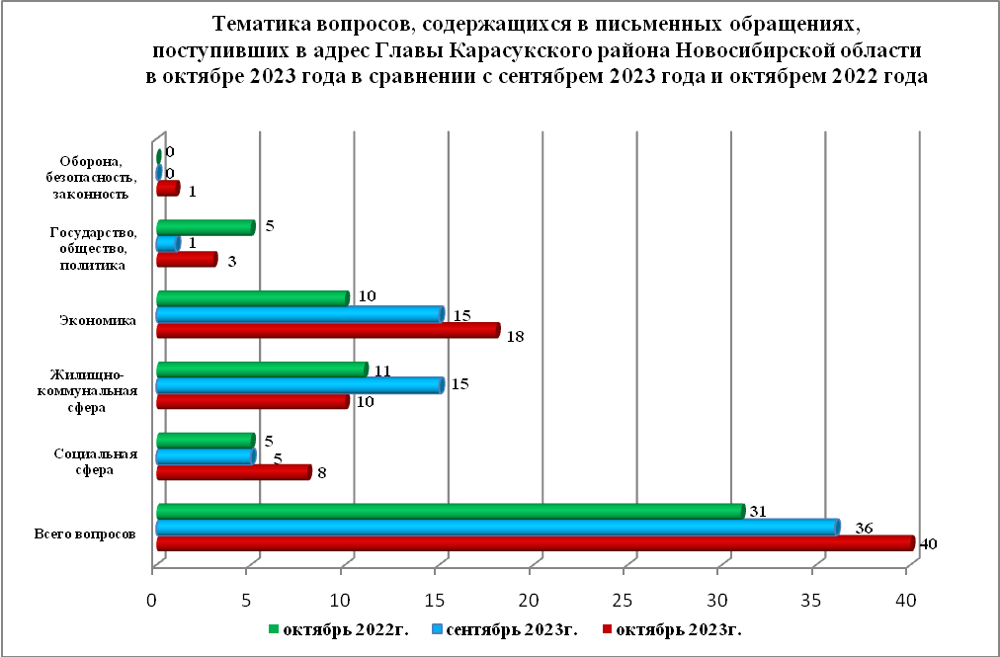 Тематика вопросов, содержащихся в письменных обращениях,
поступивших в адрес Главы Карасукского района Новосибирской области
в октябре 2023 года в сравнении с сентябрем 2023 года и октябрем 2022 года
Оборона,
безопасность,
законность
0
0
1
Государство,
общество,
политика
5
1
3
Экономика
10
15
18
Жилищно-
коммунальная
сфера
11
15
10
Социальная
сфера
5
5
8
Всего вопросов
31
36
40
0 5 10 15 20 25 30 35 40
октябрь 2022г. сентябрь 2023г. октябрь 2023г.